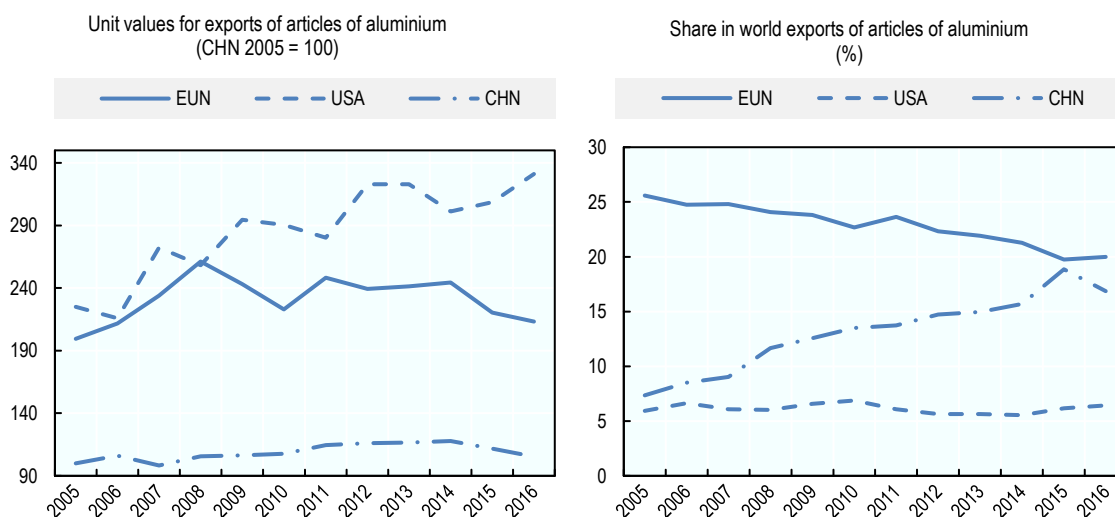 Unit values for exports of articles of aluminium
(CHN 2005 = 100)
EUN USA CHN
340
290
240
190
140
90
2005 2006 2007 2008 2009 2010 2011 2012 2013 2014 2015 2016
Share in world exports of articles of aluminium
(%)
EUN USA CHN
30
25
20
15
10
5
0
2005 2006 2007 2008 2009 2010 2011 2012 2013 2014 2015 2016